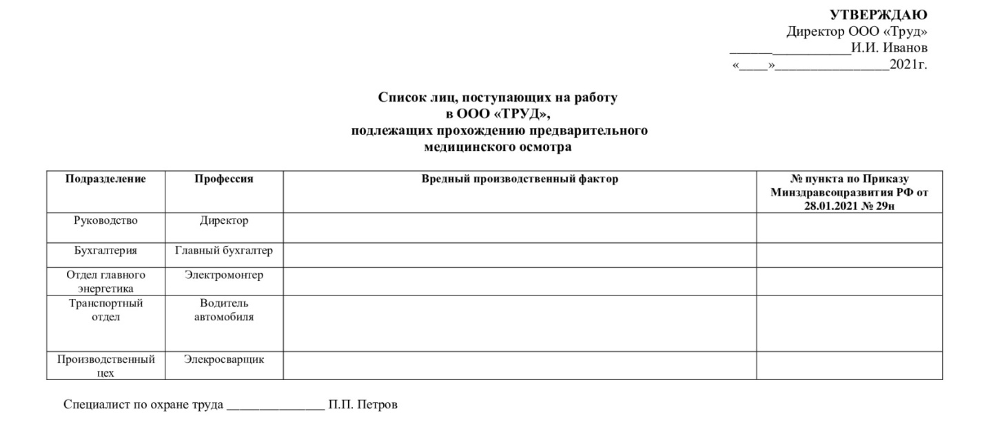 УТВЕРЖДАЮ
Директор ООО «Труд»
_________________И.И. Иванов
«____»________________2021г.
Список лиц, поступающих на работу
в ООО «ТРУД»,
подлежащих прохождению предварительного
медицинского осмотра
Подразделение Профессия Вредный производственный фактор № пункта по Приказу
Минздравсоцразвития РФ от
28.01.2021 № 29н
Руководство Директор
Бухгалтерия Главный бухгалтер
Отдел главного Электромонтер
энергетика
Транспортный Водитель
отдел автомобиля
Производственный Элекросварщик
цех
Специалист по охране труда _______________ П.П. Петров